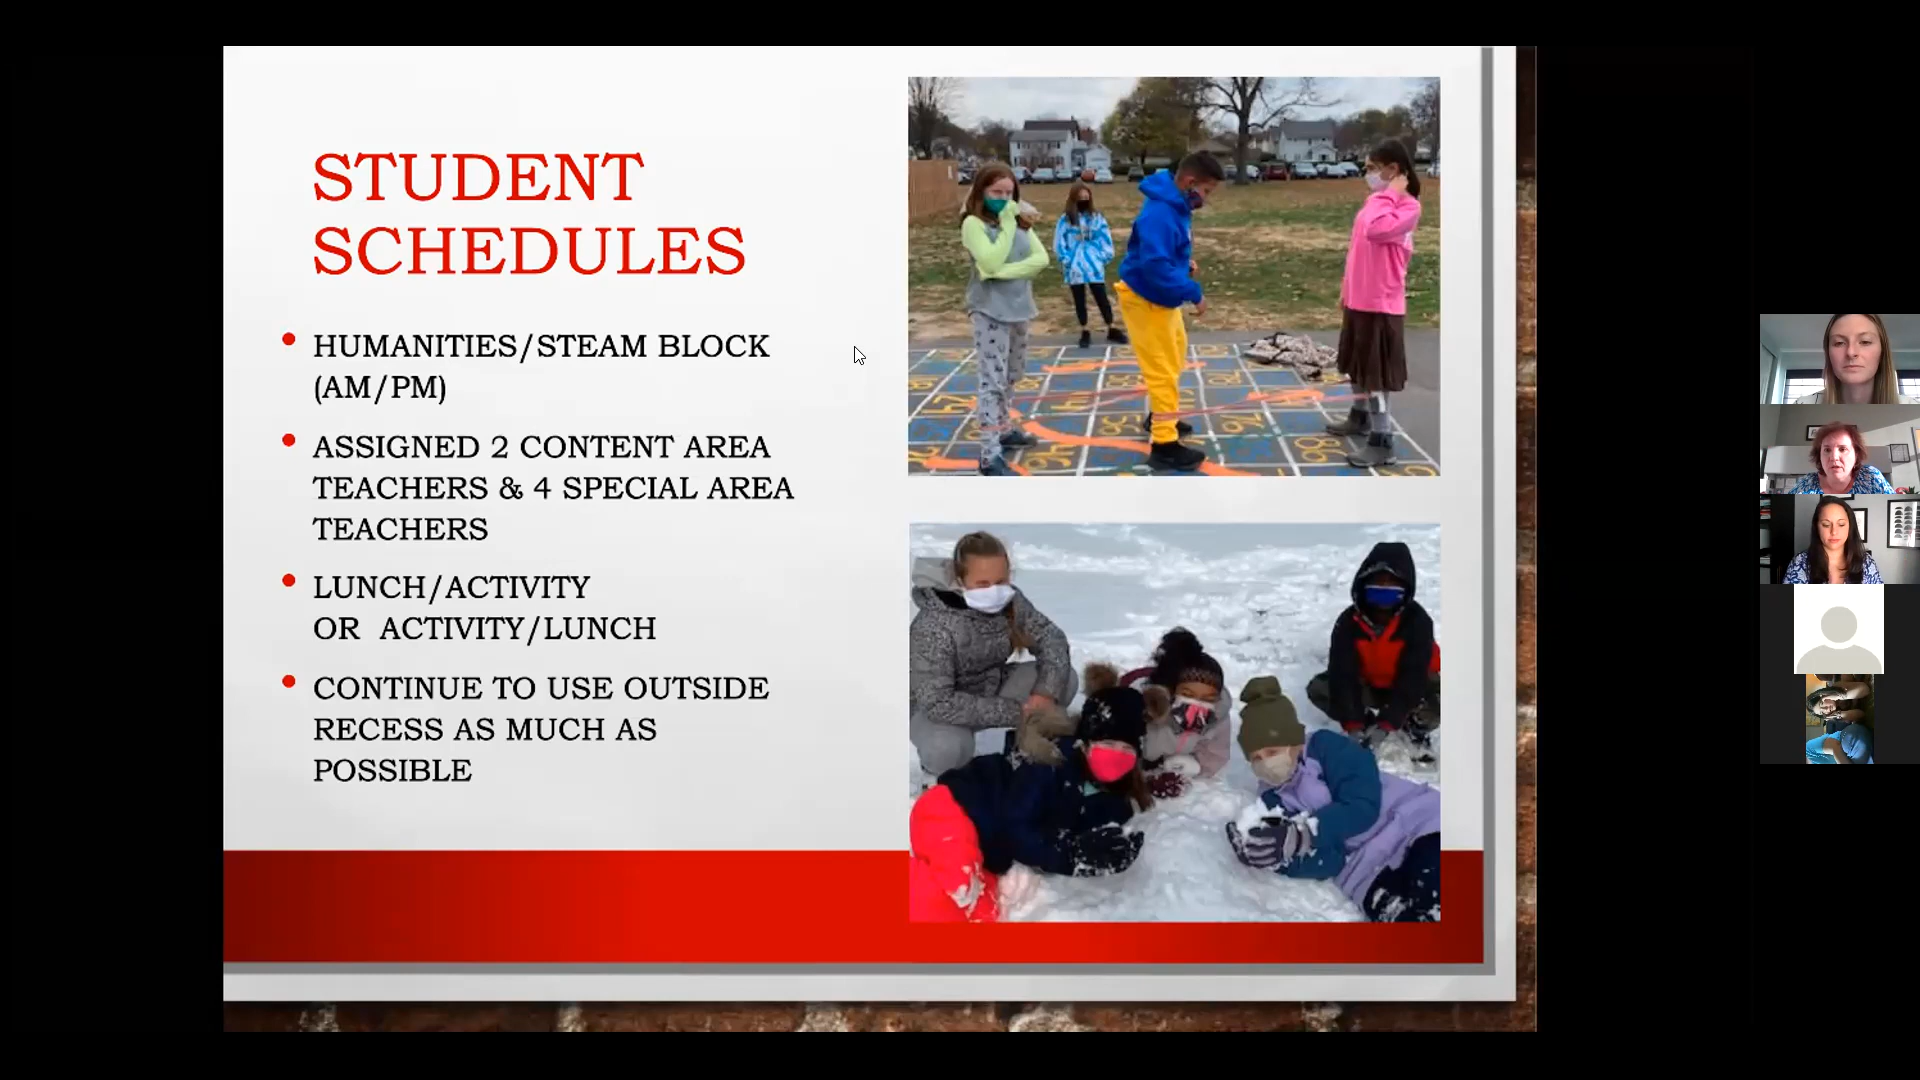 STUDENT
SCHEDULES
HUMANITIES/STEAM BLOCK
(AM/PM)
ASSIGNED 2 CONTENT AREA
TEACHERS & 4 SPECIAL AREA
TEACHERS
LUNCH/ACTIVITY
OR ACTIVITY/LUNCH
CONTINUE TO USE OUTSIDE
RECESS AS MUCH AS
POSSIBLE